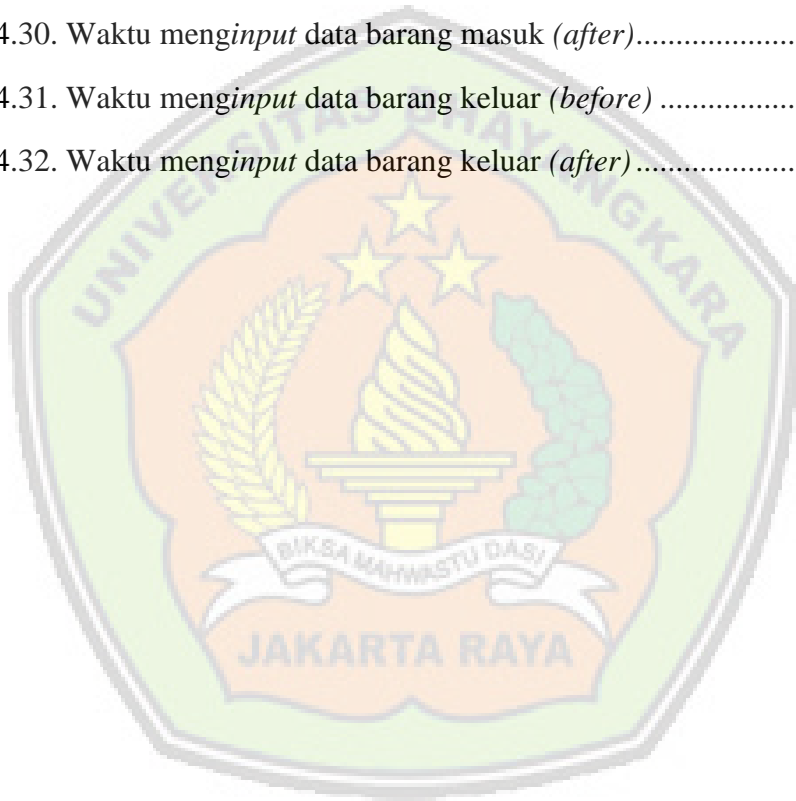 4.30. Waktu menginput data barang masuk (after)....................
4.31. Waktu menginput data barang keluar (before) .................
4.32. Waktu menginput data barang keluar (after)....................
UNIVERSITAS BHAYANGKARA
BIKSA MAHWASTU DASI
JAKARTA RAYA